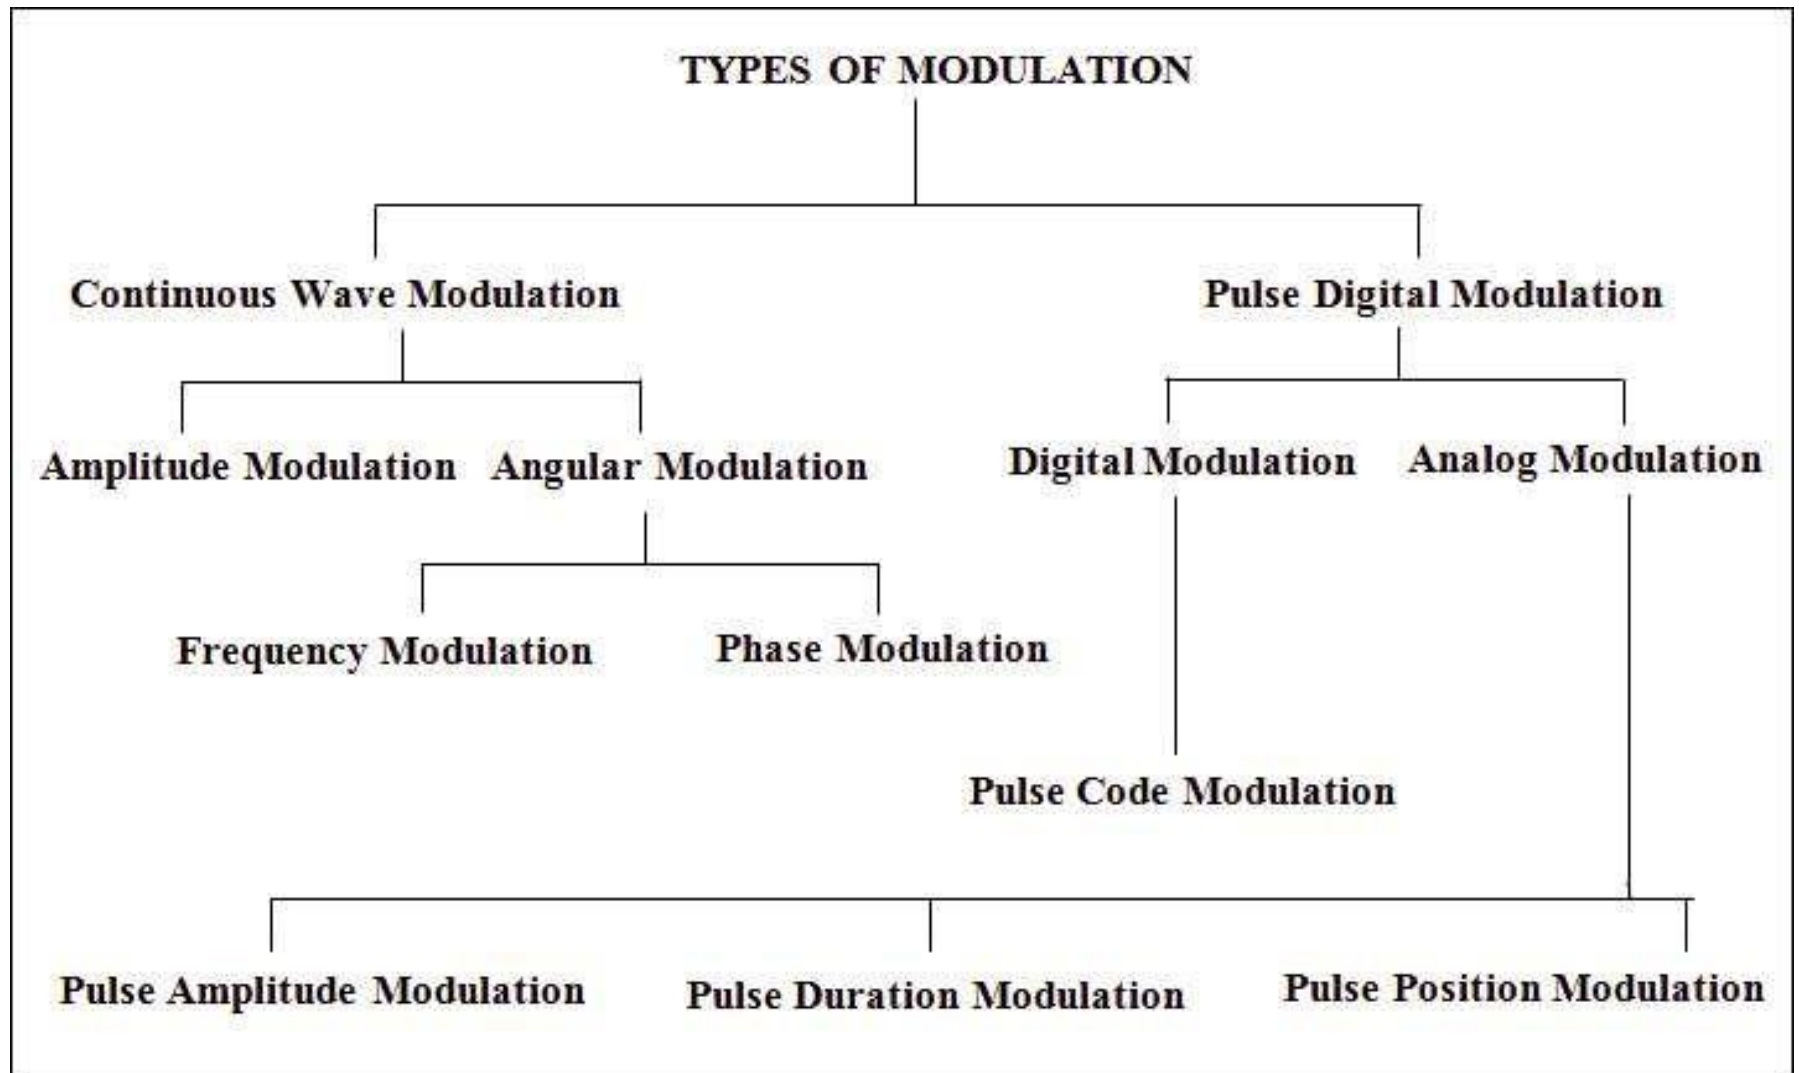 TYPES OF MODULATION
Continuous Wave Modulation
Pulse Digital Modulation
Amplitude Modulation
Angular Modulation
Digital Modulation
Analog Modulation
Frequency Modulation
Phase Modulation
Pulse Code Modulation
Pulse Amplitude Modulation
Pulse Duration Modulation
Pulse Position Modulation